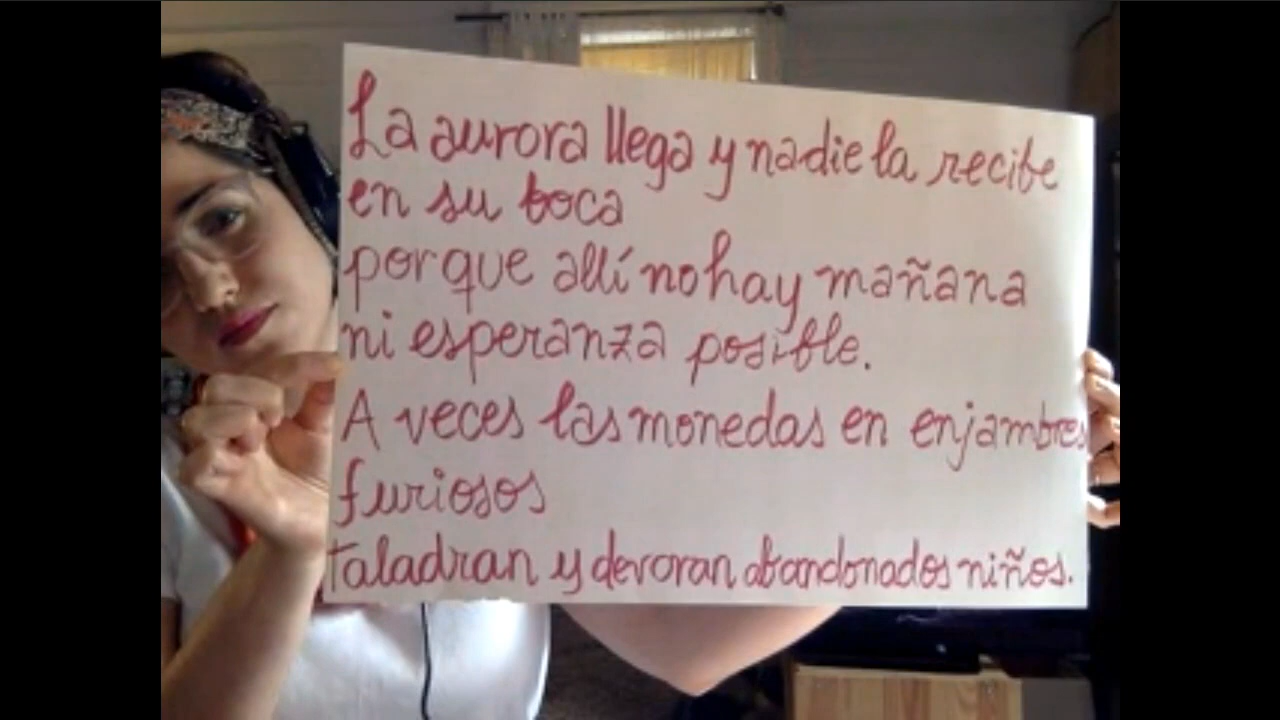 La aurora llega y nadie la recibe
en su boca
porque allí no hay mañana
ni esperanza posible.
A veces las monedas en enjambres
furiosos
taladran y devoran abandonados niños.